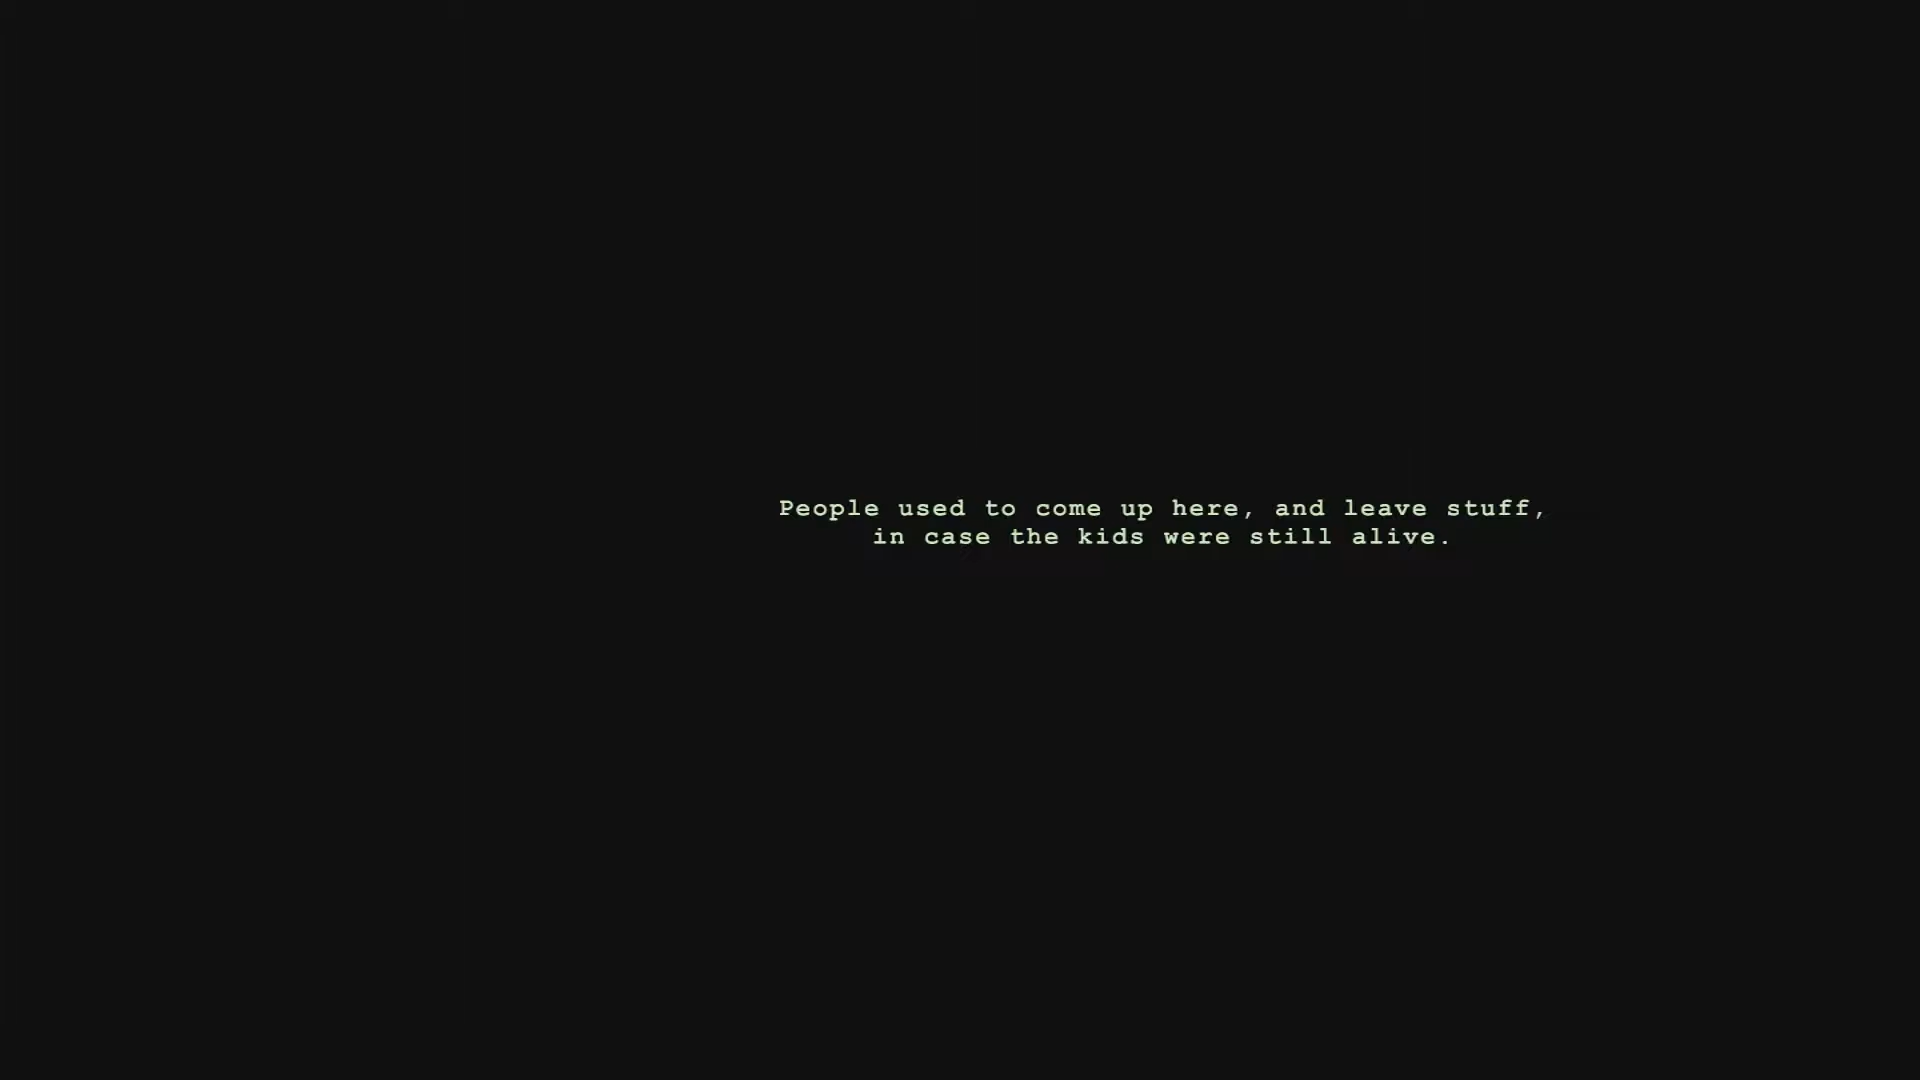 People used to come up here, and leave stuff,
in case the kids were still alive.